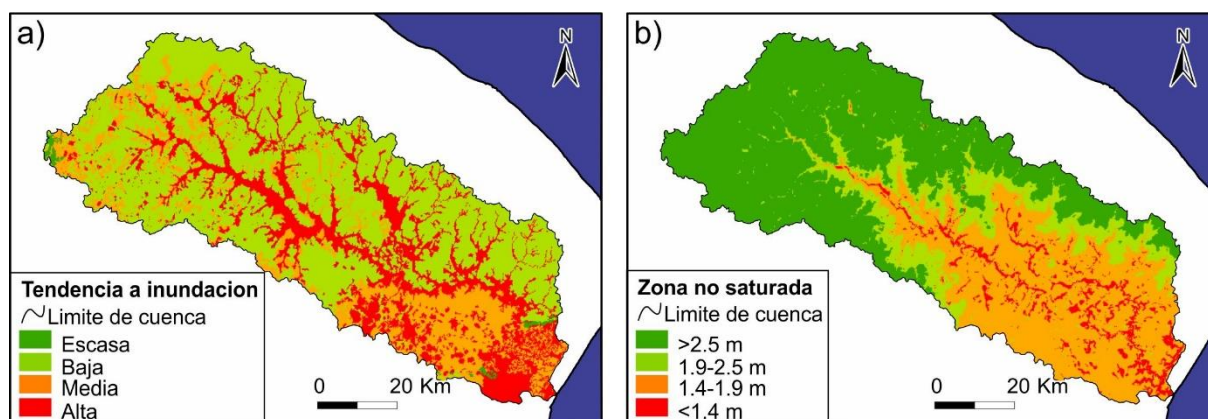 a)
N
Tendencia a inundacion
Limite de cuenca
Escasa
Baja
Media
Alta
0 20 Km
b)
N
Zona no saturada
Limite de cuenca
>2.5 m
1.9-2.5 m
1.4-1.9 m
<1.4 m
0 20 Km